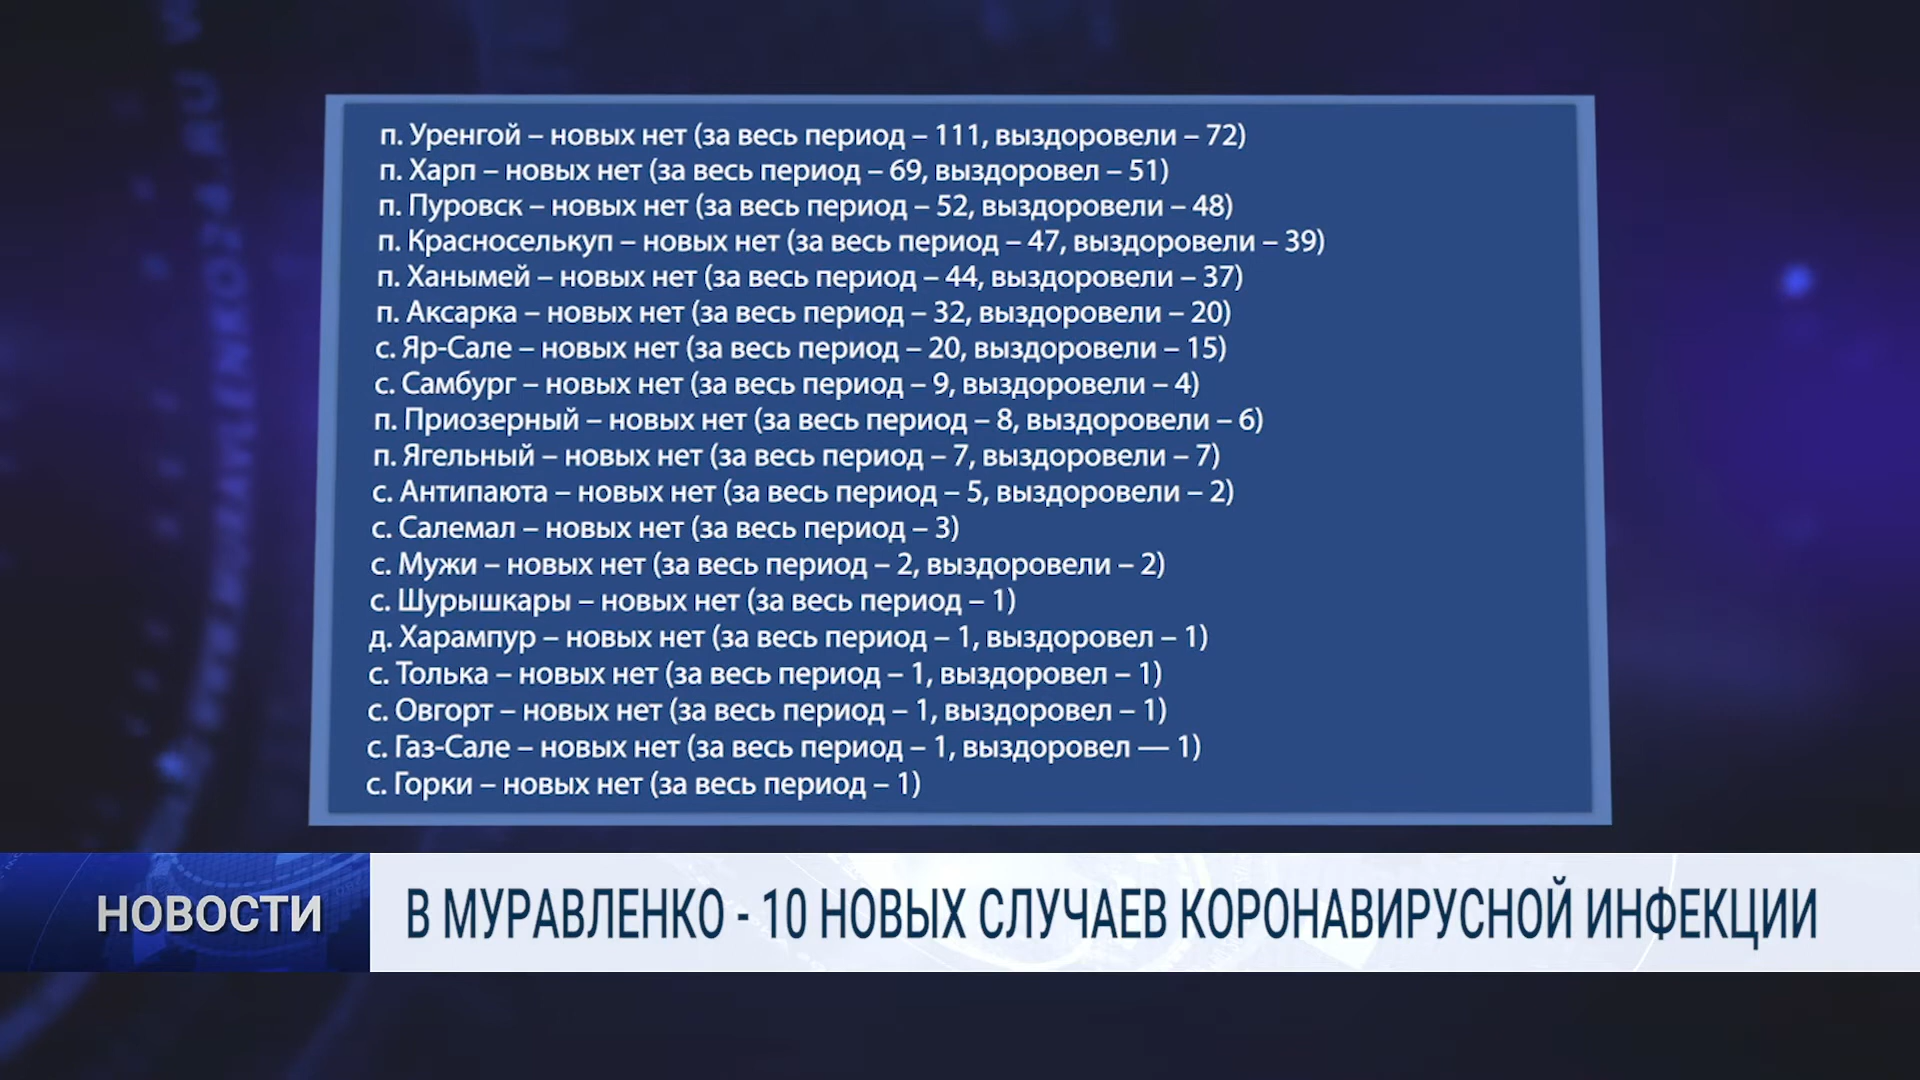 п. Уренгой – новых нет (за весь период – 111, выздоровели – 72)
п. Харп – новых нет (за весь период – 69, выздоровел – 51)
п. Пуровск – новых нет (за весь период – 52, выздоровели – 48)
п. Красноселькуп – новых нет (за весь период – 47, выздоровели – 39)
п. Ханымей – новых нет (за весь период – 44, выздоровели – 37)
п. Аксарка – новых нет (за весь период – 32, выздоровели – 20)
с. Яр-Сале – новых нет (за весь период – 20, выздоровели – 15)
с. Самбург – новых нет (за весь период – 9, выздоровели – 4)
п. Приозерный – новых нет (за весь период – 8, выздоровели – 6)
п. Ягельный – новых нет (за весь период – 7, выздоровели – 7)
с. Антипаюта – новых нет (за весь период – 5, выздоровели – 2)
с. Салемал – новых нет (за весь период – 3)
с. Мужи – новых нет (за весь период – 2, выздоровели – 2)
с. Шурышкары – новых нет (за весь период – 1)
д. Харампур – новых нет (за весь период – 1, выздоровел – 1)
с. Толька – новых нет (за весь период – 1, выздоровел – 1)
с. Овгорт – новых нет (за весь период – 1, выздоровел – 1)
с. Газ-Сале – новых нет (за весь период – 1, выздоровел — 1)
с. Горки – новых нет (за весь период – 1)
НОВОСТИ
В МУРАВЛЕНКО - 10 НОВЫХ СЛУЧАЕВ КОРОНАВИРУСНОЙ ИНФЕКЦИИ
WWW.MURAVLENKO24.RU